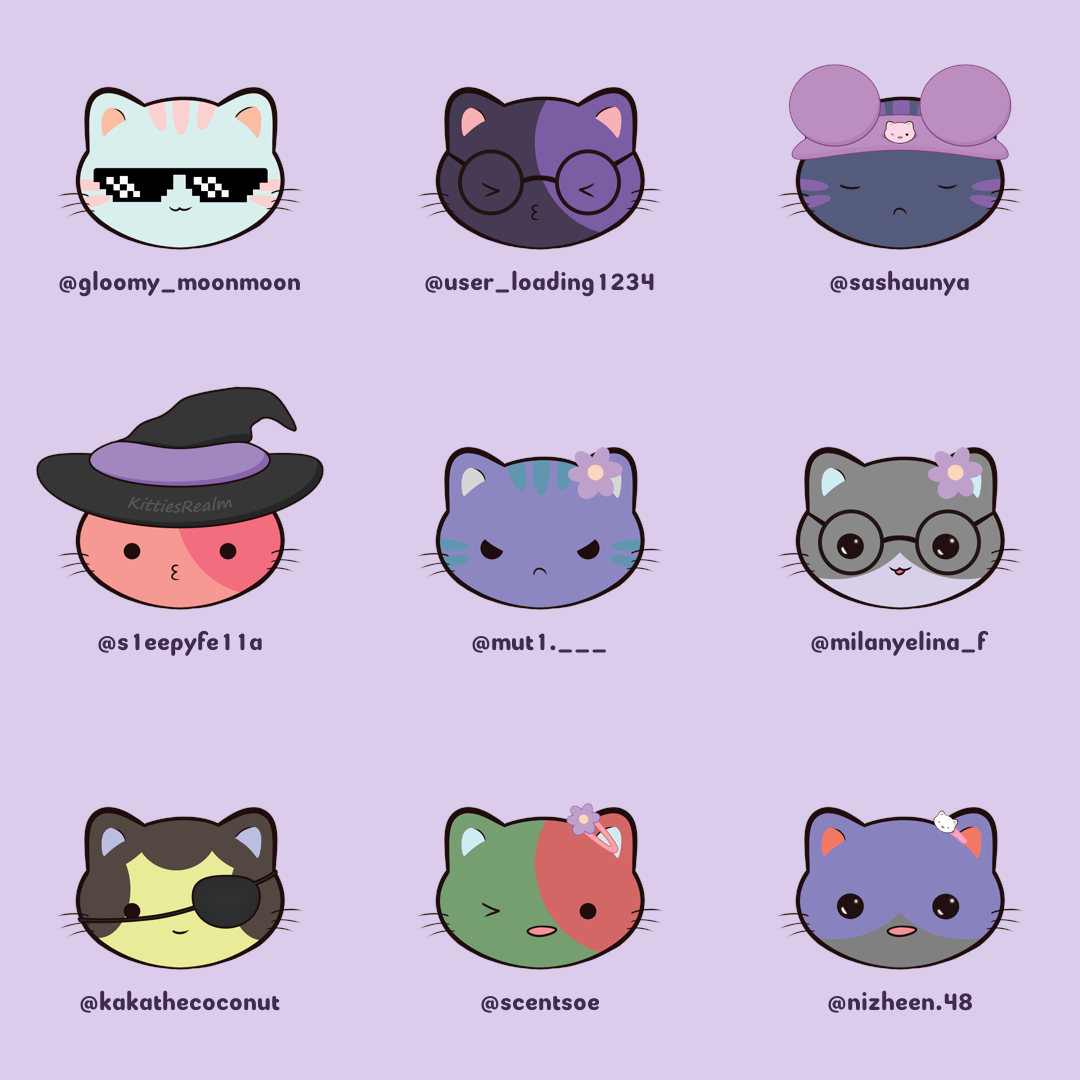 @gloomy_moonmoon
@user_loading1234
@sashaunya
KittiesRealm
@s1eepyfe11a
@mut1.___
@milanyelina_f
@kakathecoconut
@scentsoe
@nizheen.48